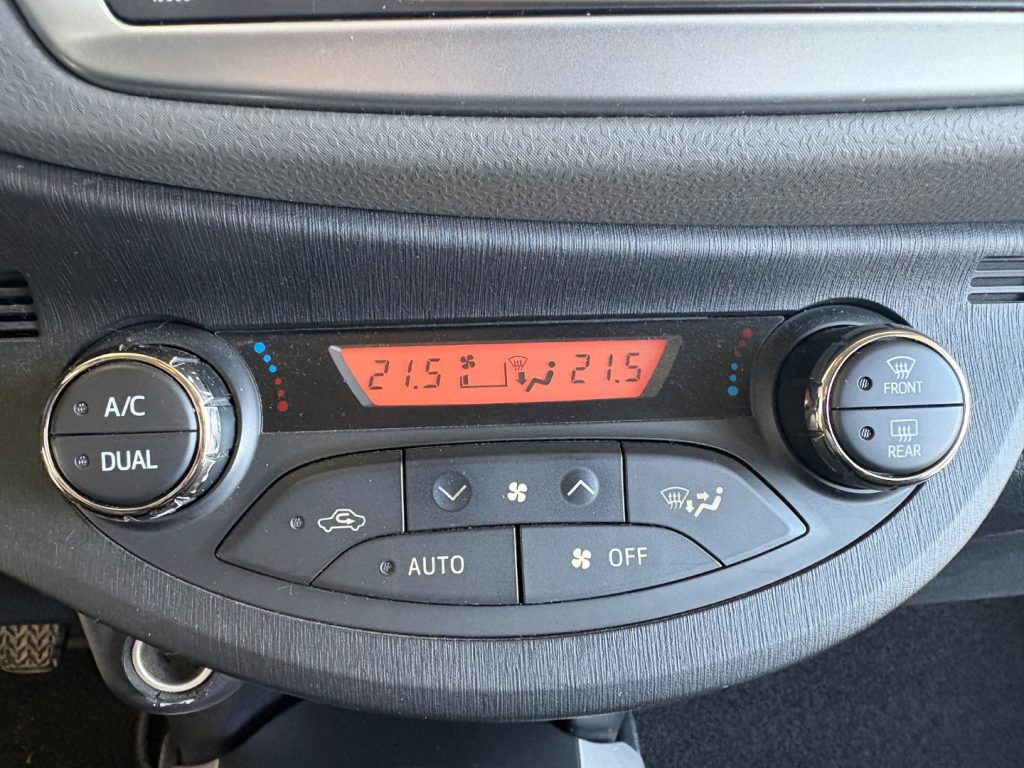 21.5 21.5
A/C
DUAL
FRONT
REAR
AUTO
OFF